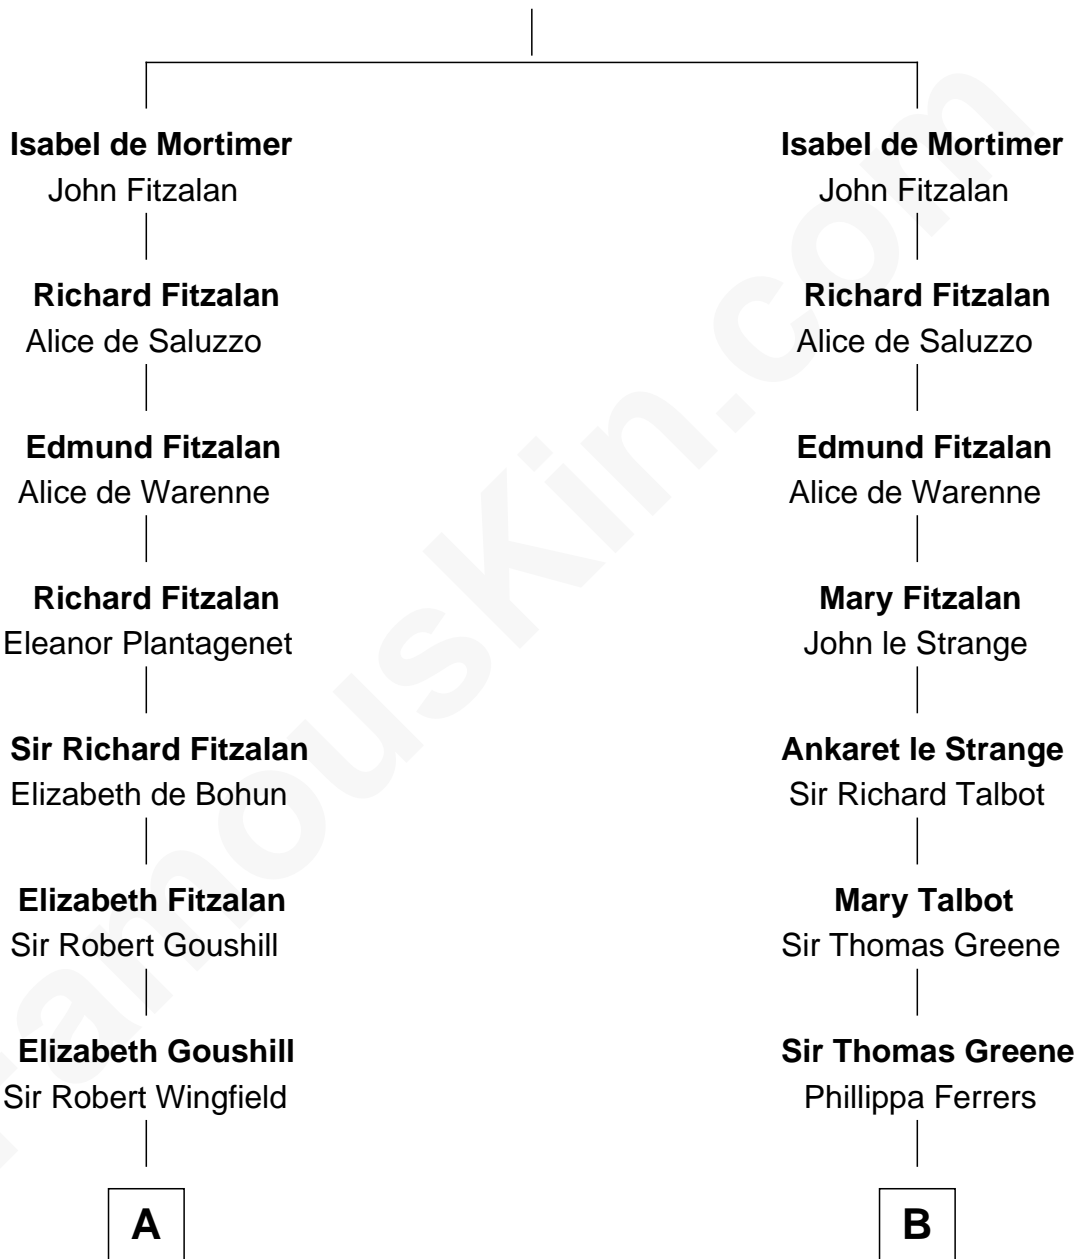 Isabel de Mortimer
John Fitzalan
Richard Fitzalan
Alice de Saluzzo
Edmund Fitzalan
Alice de Warenne
Richard Fitzalan
Eleanor Plantagenet
Sir Richard Fitzalan
Elizabeth de Bohun
Elizabeth Fitzalan
Sir Robert Goushill
Elizabeth Goushill
Sir Robert Wingfield
A
Isabel de Mortimer
John Fitzalan
Richard Fitzalan
Alice de Saluzzo
Edmund Fitzalan
Alice de Warenne
Mary Fitzalan
John le Strange
Ankaret le Strange
Sir Richard Talbot
Mary Talbot
Sir Thomas Greene
Sir Thomas Greene
Phillippa Ferrers
B
FamousKin.com